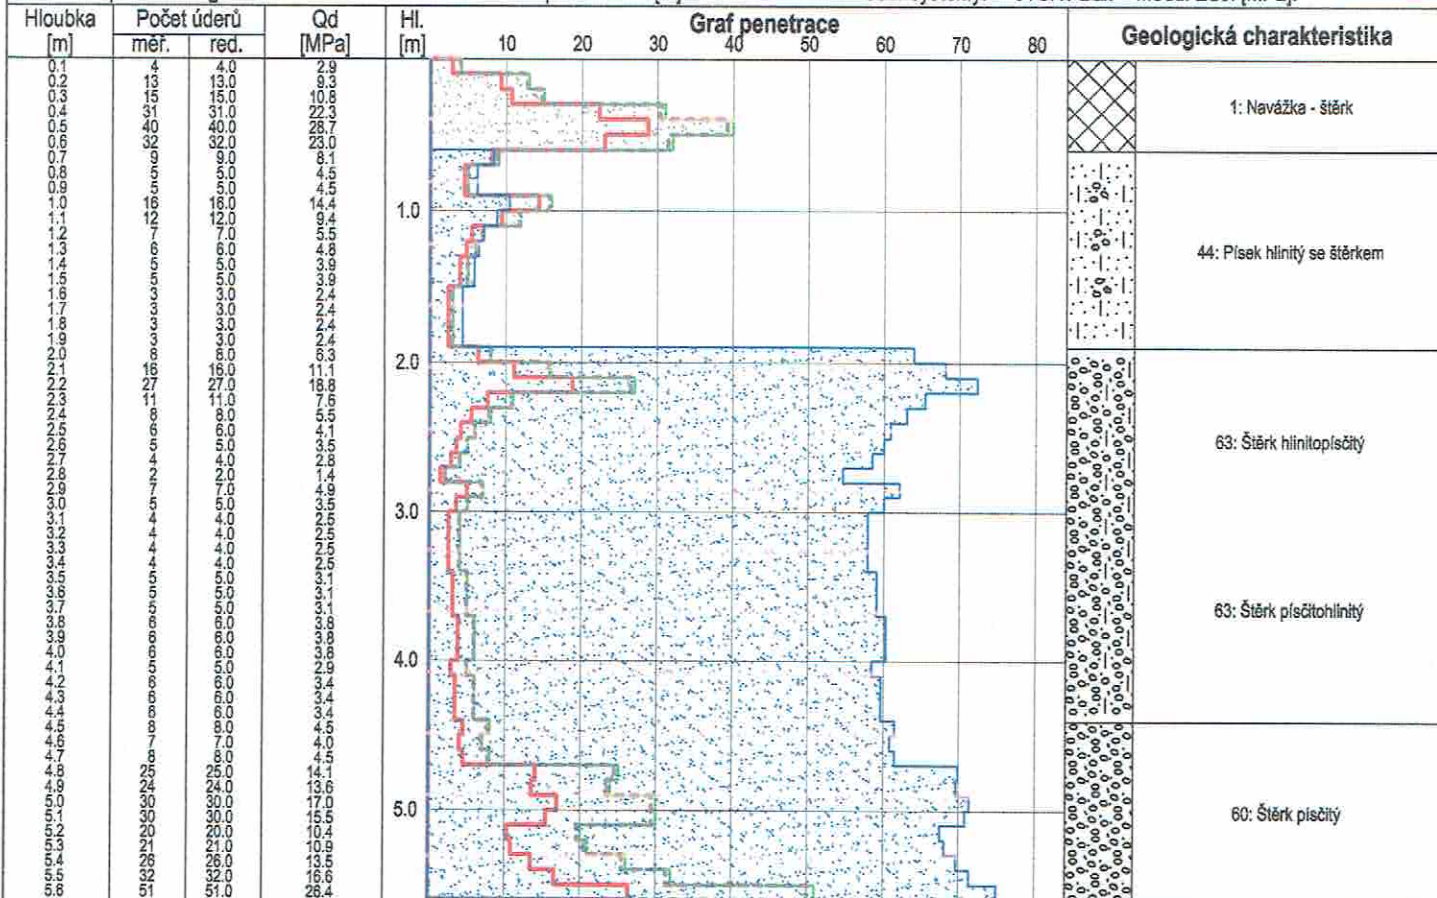 Hloubka Počet úderů Qd Hl. Graf penetrace Geologická charakteristika
[m] měř. red. [MPa] [m] 10 20 30 40 50 60 70 80
0.1 4 4.0 2.9
0.2 13 13.0 9.3
0.3 15 15.0 10.8
0.4 31 31.0 22.3
0.5 40 40.0 28.7
0.6 32 32.0 23.0
0.7 9 9.0 8.1
0.8 5 5.0 4.5
0.9 5 5.0 4.5
1.0 16 16.0 14.4
1.1 12 12.0 9.4
1.2 7 7.0 5.5
1.3 6 6.0 4.8
1.4 5 5.0 3.9
1.5 5 5.0 3.9
1.6 3 3.0 2.4
1.7 3 3.0 2.4
1.8 3 3.0 2.4
1.9 3 3.0 2.4
2.0 8 8.0 6.3
2.1 16 16.0 11.1
2.2 27 27.0 18.8
2.3 11 11.0 7.6
2.4 8 8.0 5.5
2.5 6 6.0 4.1
2.6 5 5.0 3.5
2.7 4 4.0 2.8
2.8 2 2.0 1.4
2.9 7 7.0 4.9
3.0 5 5.0 3.5
3.1 4 4.0 2.5
3.2 4 4.0 2.5
3.3 4 4.0 2.5
3.4 4 4.0 2.5
3.5 5 5.0 3.1
3.6 5 5.0 3.1
3.7 5 5.0 3.1
3.8 6 6.0 3.8
3.9 6 6.0 3.8
4.0 6 6.0 3.8
4.1 5 5.0 2.9
4.2 6 6.0 3.4
4.3 6 6.0 3.4
4.4 6 6.0 3.4
4.5 8 8.0 4.5
4.6 7 7.0 4.0
4.7 8 8.0 4.5
4.8 25 25.0 14.1
4.9 24 24.0 13.6
5.0 30 30.0 17.0
5.1 30 30.0 15.5
5.2 20 20.0 10.4
5.3 21 21.0 10.9
5.4 26 26.0 13.5
5.5 32 32.0 16.6
5.6 51 51.0 26.4
1.0
2.0
3.0
4.0
5.0
1: Navážka - štěrk
44: Písek hlinitý se štěrkem
63: Štěrk hlinitopísčitý
63: Štěrk písčitohlinitý
60: Štěrk písčitý